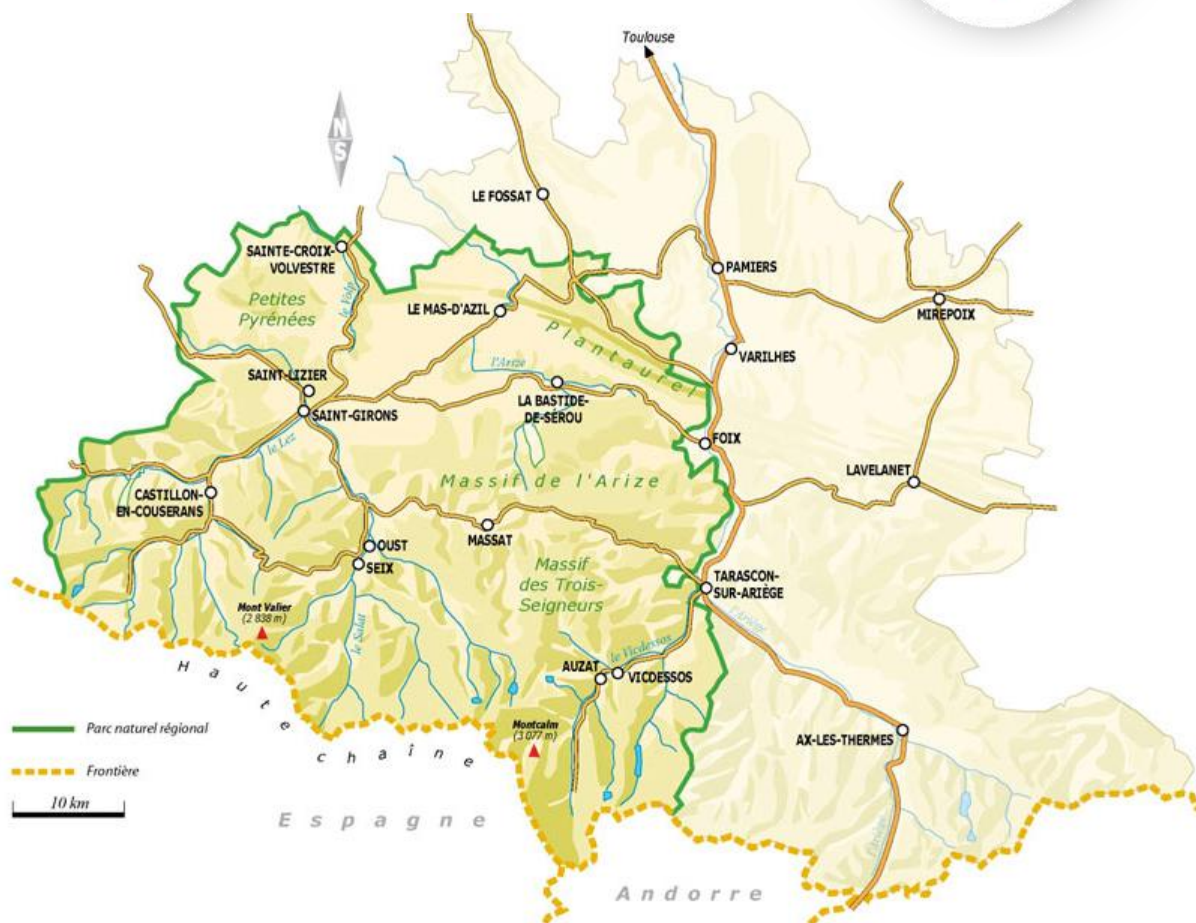 Toulouse
N
S
LE FOSSAT
SAINTE-CROIX-
VOLVESTRE
PAMIERS
Petites
Pyrénées
le Volp
LE MAS-D'AZIL
MIREPOIX
Plantaurel
VARILHES
l'Arize
SAINT-LIZIER
LA BASTIDE-
DE-SÉROU
SAINT-GIRONS
FOIX
le Lez
LAVELANET
Massif de l'Arize
CASTILLON-
EN-COUSERANS
MASSAT
OUST
SEIX
Massif
des Trois-
Seigneurs
TARASCON-
SUR-ARIÈGE
Mont Valier
(2 838 m)
l'Ariège
le Salat
le Vicdessos
AUZAT
VICDESSOS
Haute chaîne
Montcalm
(3 077 m)
AX-LES-THERMES
Parc naturel régional
Frontière
10 km
Espagne
l'Ariège
Andorre